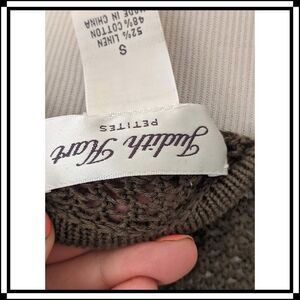 Judith Hart
PETITES
S
52% LINEN
48% COTTON
MADE IN CHINA